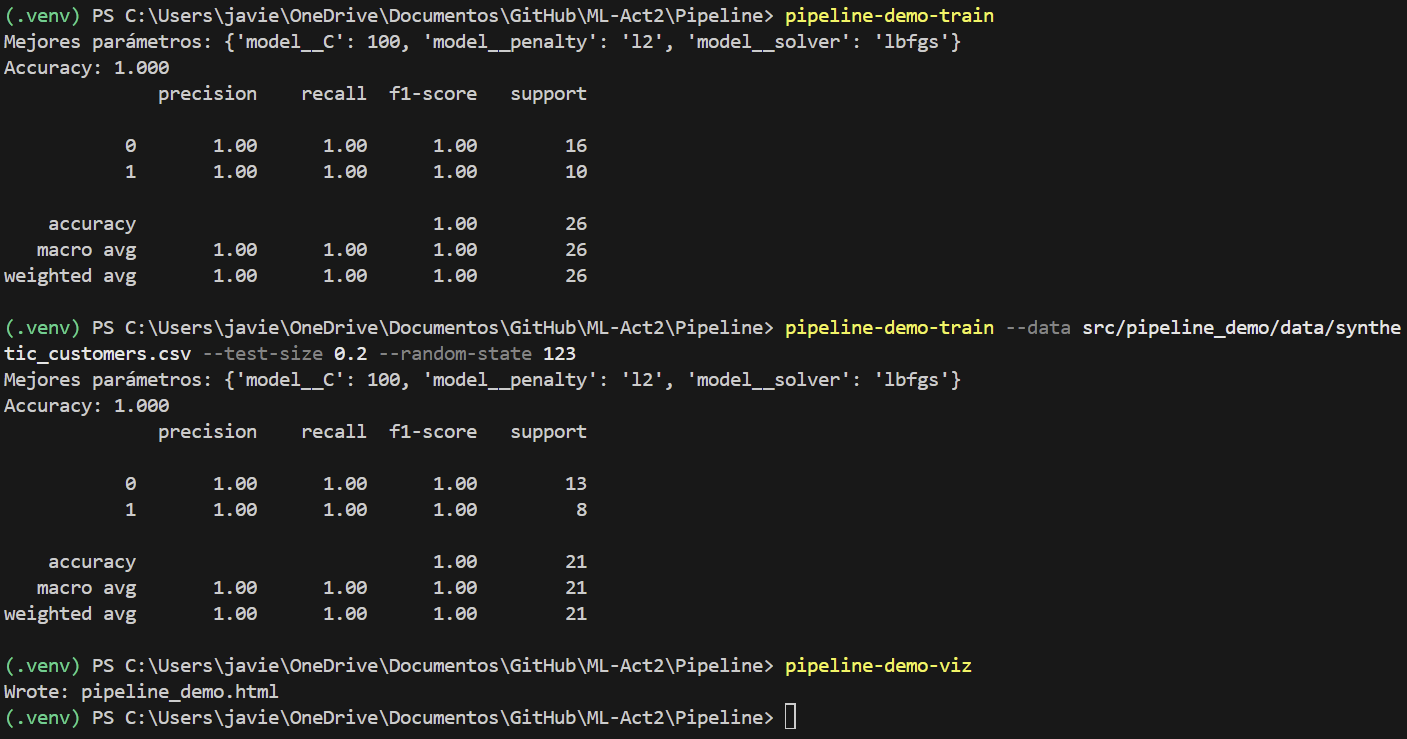 (.venv) PS C:\Users\javie\OneDrive\Documentos\GitHub\ML-Act2\Pipeline> pipeline-demo-train
Mejores parámetros: {'model__C': 100, 'model__penalty': 'l2', 'model__solver': 'lbfgs'}
Accuracy: 1.000
              precision    recall  f1-score   support

           0       1.00      1.00      1.00        16
           1       1.00      1.00      1.00        10

    accuracy                           1.00        26
   macro avg       1.00      1.00      1.00        26
weighted avg       1.00      1.00      1.00        26

(.venv) PS C:\Users\javie\OneDrive\Documentos\GitHub\ML-Act2\Pipeline> pipeline-demo-train --data src/pipeline_demo/data/synthe
tic_customers.csv --test-size 0.2 --random-state 123
Mejores parámetros: {'model__C': 100, 'model__penalty': 'l2', 'model__solver': 'lbfgs'}
Accuracy: 1.000
              precision    recall  f1-score   support

           0       1.00      1.00      1.00        13
           1       1.00      1.00      1.00         8

    accuracy                           1.00        21
   macro avg       1.00      1.00      1.00        21
weighted avg       1.00      1.00      1.00        21

(.venv) PS C:\Users\javie\OneDrive\Documentos\GitHub\ML-Act2\Pipeline> pipeline-demo-viz
Wrote: pipeline_demo.html
(.venv) PS C:\Users\javie\OneDrive\Documentos\GitHub\ML-Act2\Pipeline>